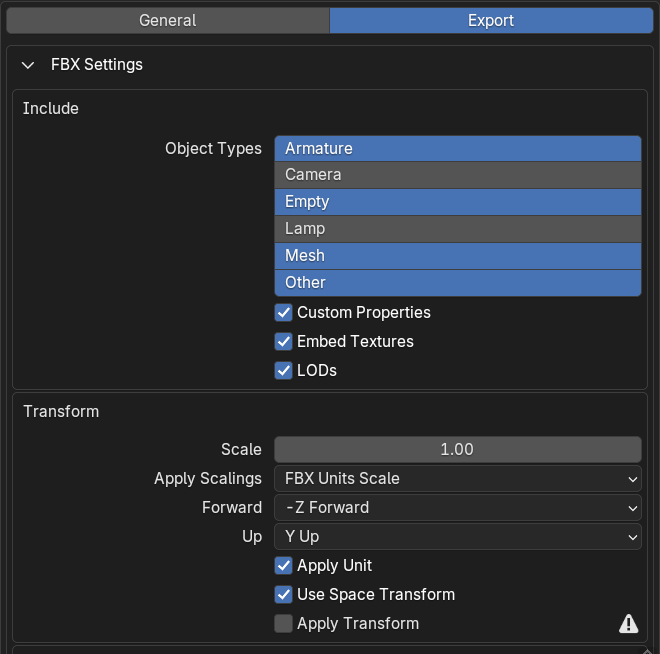 General Export
FBX Settings
Include
Object Types Armature
Camera
Empty
Lamp
Mesh
Other
Custom Properties
Embed Textures
LODs
Transform
Scale 1.00
Apply Scalings FBX Units Scale
Forward -Z Forward
Up Y Up
Apply Unit
Use Space Transform
Apply Transform